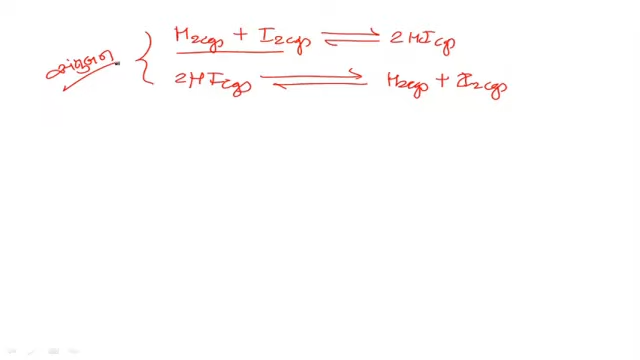 H₂(g) + I₂(g) ⇌ 2HI(g)
2HI(g) ⇌ H₂(g) + I₂(g)